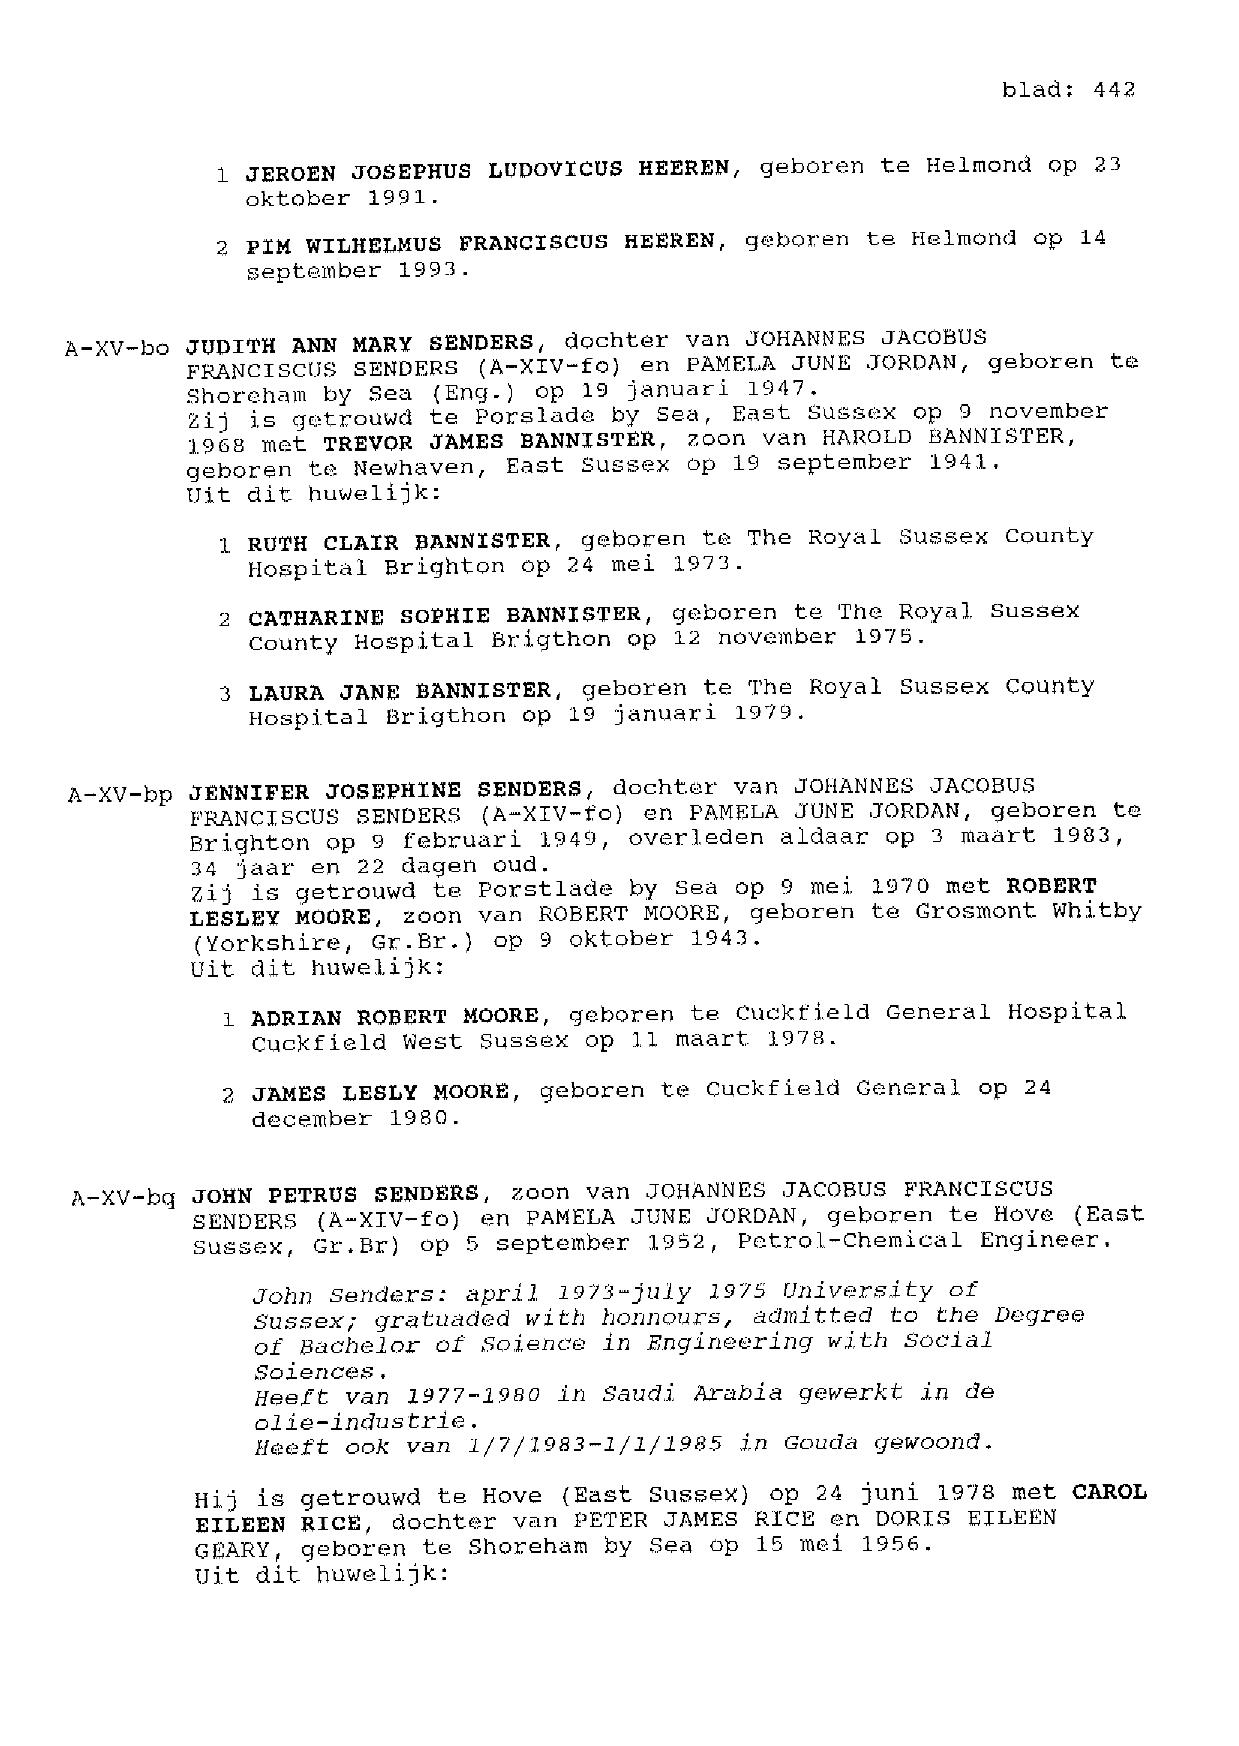 blad: 442
1 JEROEN JOSEPHUS LUDOVICUS HEEREN, geboren te Helmond op 23
oktober 1991.
2 PIM WILHELMUS FRANCISCUS HEEREN, geboren te Helmond op 14
september 1993.
A-XV-bo JUDITH ANN MARY SENDERS, dochter van JOHANNES JACOBUS
FRANCISCUS SENDERS (A-XIV-fo) en PAMELA JUNE JORDAN, geboren te
Shoreham by Sea (Eng.) op 19 januari 1947.
Zij is getrouwd te Porslade by Sea, East Sussex op 9 november
1968 met TREVOR JAMES BANNISTER, zoon van HAROLD BANNISTER,
geboren te Newhaven, East Sussex op 19 september 1941.
Uit dit huwelijk:
1 RUTH CLAIR BANNISTER, geboren te The Royal Sussex County
Hospital Brighton op 24 mei 1973.
2 CATHARINE SOPHIE BANNISTER, geboren te The Royal Sussex
County Hospital Brigthon op 12 november 1975.
3 LAURA JANE BANNISTER, geboren te The Royal Sussex County
Hospital Brigthon op 19 januari 1979.
A-XV-bp JENNIFER JOSEPHINE SENDERS, dochter van JOHANNES JACOBUS
FRANCISCUS SENDERS (A-XIV-fo) en PAMELA JUNE JORDAN, geboren te
Brighton op 9 februari 1949, overleden aldaar op 3 maart 1983,
34 jaar en 22 dagen oud.
Zij is getrouwd te Porstlade by Sea op 9 mei 1970 met ROBERT
LESLEY MOORE, zoon van ROBERT MOORE, geboren te Grosmont Whitby
(Yorkshire, Gr.Br.) op 9 oktober 1943.
Uit dit huwelijk:
1 ADRIAN ROBERT MOORE, geboren te Cuckfield General Hospital
Cuckfield West Sussex op 11 maart 1978.
2 JAMES LESLY MOORE, geboren te Cuckfield General op 24
december 1980.
A-XV-bq JOHN PETRUS SENDERS, zoon van JOHANNES JACOBUS FRANCISCUS
SENDERS (A-XIV-fo) en PAMELA JUNE JORDAN, geboren te Hove (East
Sussex, Gr.Br) op 5 september 1952, Petrol-Chemical Engineer.
John Senders: april 1973-july 1975 University of
Sussex; gratuaded with honnours, admitted to the Degree
of Bachelor of Soience in Engineering with Social
Soiences.
Heeft van 1977-1980 in Saudi Arabia gewerkt in de
olie-industrie.
Heeft ook van 1/7/1983-1/1/1985 in Gouda gewoond.
Hij is getrouwd te Hove (East Sussex) op 24 juni 1978 met CAROL
EILEEN RICE, dochter van PETER JAMES RICE en DORIS EILEEN
GEARY, geboren te Shoreham by Sea op 15 mei 1956.
Uit dit huwelijk: